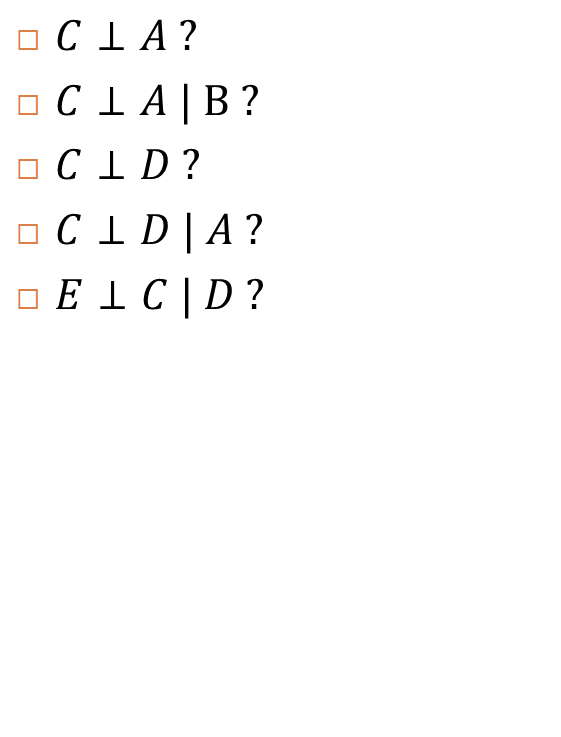 □ C ⊥ A ?
□ C ⊥ A | B ?
□ C ⊥ D ?
□ C ⊥ D | A ?
□ E ⊥ C | D ?